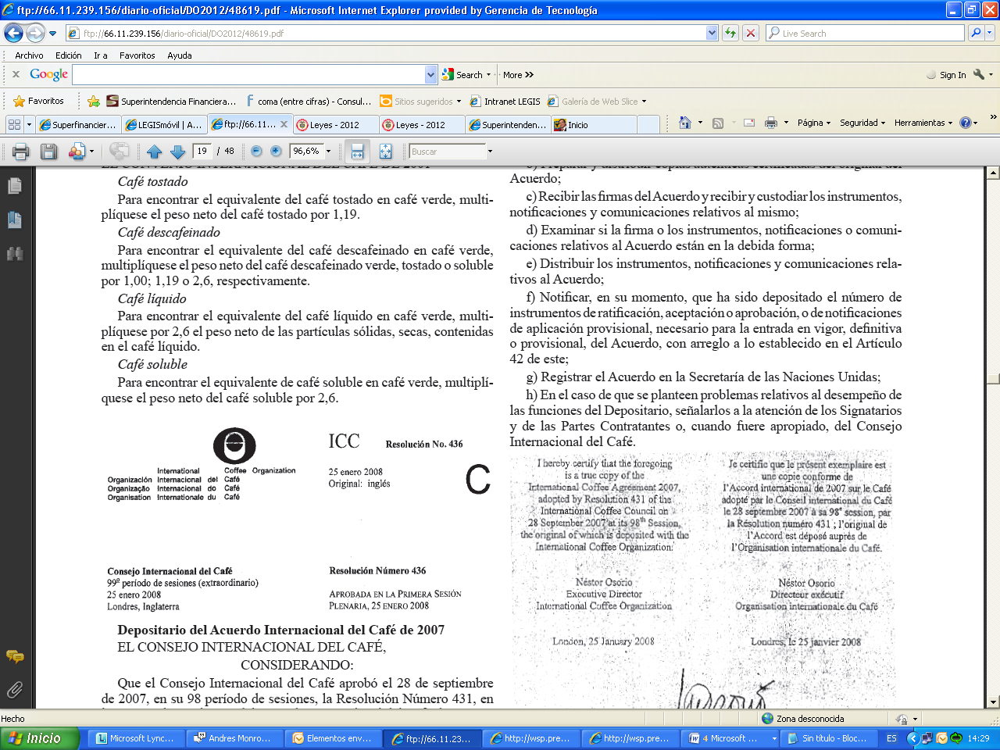 ftp://66.11.239.156/diario-oficial/DO2012/48619.pdf - Microsoft Internet Explorer provided by Gerencia de Tecnología
ftp://66.11.239.156/diario-oficial/DO2012/48619.pdf
Live Search
Archivo Edición Ir a Favoritos Ayuda
Google Search More Sign In
Favoritos Superintendencia Financiera... coma (entre cifras) - Consul... Sitios sugeridos Intranet LEGIS Galería de Web Slice
Superfinancier... LEGISmóvil | A... ftp://66.11.... Leyes - 2012 Leyes - 2012 Superintenden... Inicio Página Seguridad Herramientas
19 / 48 96,6% Buscar
EL CONVENIO INTERNACIONAL DEL CAFÉ DE 2001
Café tostado
Para encontrar el equivalente del café tostado en café verde, multi-
plíquese el peso neto del café tostado por 1,19.
Café descafeinado
Para encontrar el equivalente del café descafeinado en café verde,
multiplíquese el peso neto del café descafeinado verde, tostado o soluble
por 1,00; 1,19 o 2,6, respectivamente.
Café líquido
Para encontrar el equivalente del café líquido en café verde, multi-
plíquese por 2,6 el peso neto de las partículas sólidas, secas, contenidas
en el café líquido.
Café soluble
Para encontrar el equivalente de café soluble en café verde, multiplí-
quese el peso neto del café soluble por 2,6.
International Coffee Organization
Organización Internacional del Café
Organização Internacional do Café
Organisation Internationale du Café
ICC Resolución No. 436
25 enero 2008
Original: inglés
C
Consejo Internacional del Café
99º período de sesiones (extraordinario)
25 enero 2008
Londres, Inglaterra
Resolución Número 436
APROBADA EN LA PRIMERA SESIÓN
PLENARIA, 25 ENERO 2008
Depositario del Acuerdo Internacional del Café de 2007
EL CONSEJO INTERNACIONAL DEL CAFÉ,
CONSIDERANDO:
Que el Consejo Internacional del Café aprobó el 28 de septiembre
de 2007, en su 98 período de sesiones, la Resolución Número 431, en
b) Preparar y distribuir copias auténticas certificadas del original del
Acuerdo;
c) Recibir las firmas del Acuerdo y recibir y custodiar los instrumentos,
notificaciones y comunicaciones relativos al mismo;
d) Examinar si la firma o los instrumentos, notificaciones o comuni-
caciones relativos al Acuerdo están en la debida forma;
e) Distribuir los instrumentos, notificaciones y comunicaciones rela-
tivos al Acuerdo;
f) Notificar, en su momento, que ha sido depositado el número de
instrumentos de ratificación, aceptación o aprobación, o de notificaciones
de aplicación provisional, necesario para la entrada en vigor, definitiva
o provisional, del Acuerdo, con arreglo a lo establecido en el Artículo
42 de este;
g) Registrar el Acuerdo en la Secretaría de las Naciones Unidas;
h) En el caso de que se planteen problemas relativos al desempeño de
las funciones del Depositario, señalarlos a la atención de los Signatarios
y de las Partes Contratantes o, cuando fuere apropiado, del Consejo
Internacional del Café.
I hereby certify that the foregoing
is a true copy of the
International Coffee Agreement 2007,
adopted by Resolution 431 of the
International Coffee Council on
28 September 2007 at its 98th Session,
the original of which is deposited with the
International Coffee Organization.
Néstor Osorio
Executive Director
International Coffee Organization
London, 25 January 2008
Je certifie que le présent exemplaire est
une copie conforme de
l'Accord international de 2007 sur le Café
adopté par le Conseil international du Café
le 28 septembre 2007 à sa 98e session, par
la Résolution numéro 431 ; l'original de
l'Accord est déposé auprès de
l'Organisation internationale du Café.
Néstor Osorio
Directeur exécutif
Organisation internationale du Café
Londres, le 25 janvier 2008
Hecho Zona desconocida
Inicio Microsoft Lync... Andres Monro... Elementos env... ftp://66.11.23... http://wsp.pre... http://wsp.pre... 4 Microsoft ... Sin título - Bloc... ES 14:29